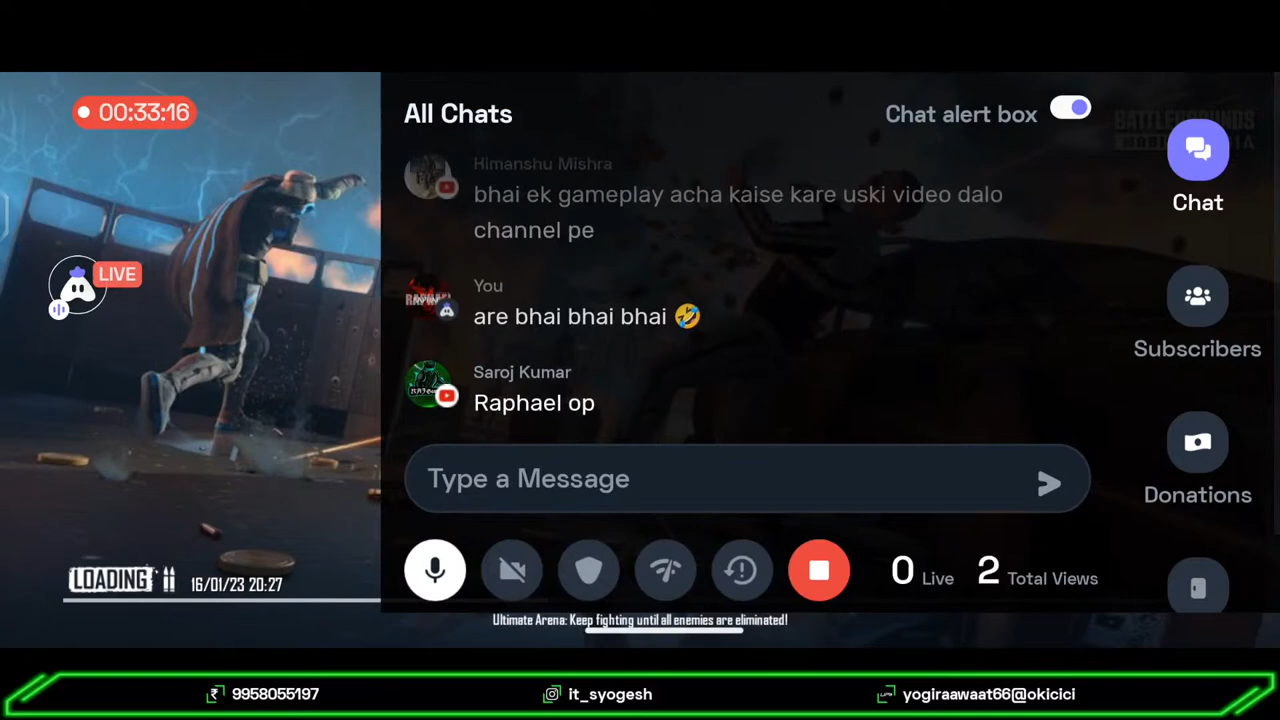 00:33:16
All Chats
Chat alert box
BATTLEGROUNDS
Chat
Himanshu Mishra
bhai ek gameplay acha kaise kare uski video dalo
channel pe
LIVE
You
are bhai bhai bhai 🤣
Subscribers
Saroj Kumar
Raphael op
Type a Message
Donations
0 Live 2 Total Views
LOADING 16/01/23 20:27
Ultimate Arena: Keep fighting until all enemies are eliminated!
9958055197 it_syogesh yogiraawaat66@okicici